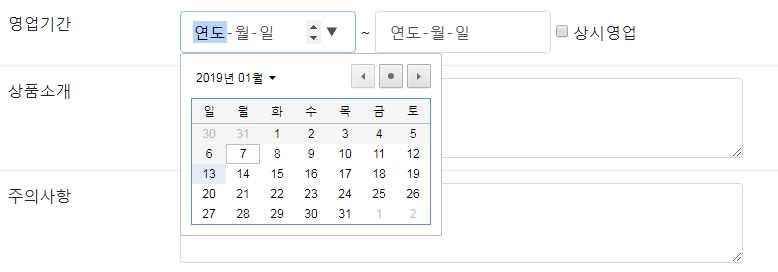 영업기간
연도-월-일 ~ 연도-월-일 상시영업
2019년 01월
일 월 화 수 목 금 토
30 31 1 2 3 4 5
6 7 8 9 10 11 12
13 14 15 16 17 18 19
20 21 22 23 24 25 26
27 28 29 30 31 1 2
상품소개
주의사항